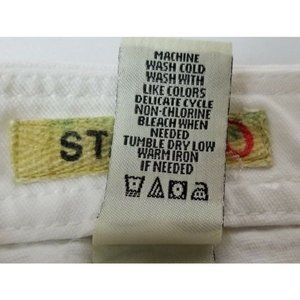 MACHINE
WASH COLD
WASH WITH
LIKE COLORS
DELICATE CYCLE
NON-CHLORINE
BLEACH WHEN
NEEDED
TUMBLE DRY LOW
WARM IRON
IF NEEDED
ST